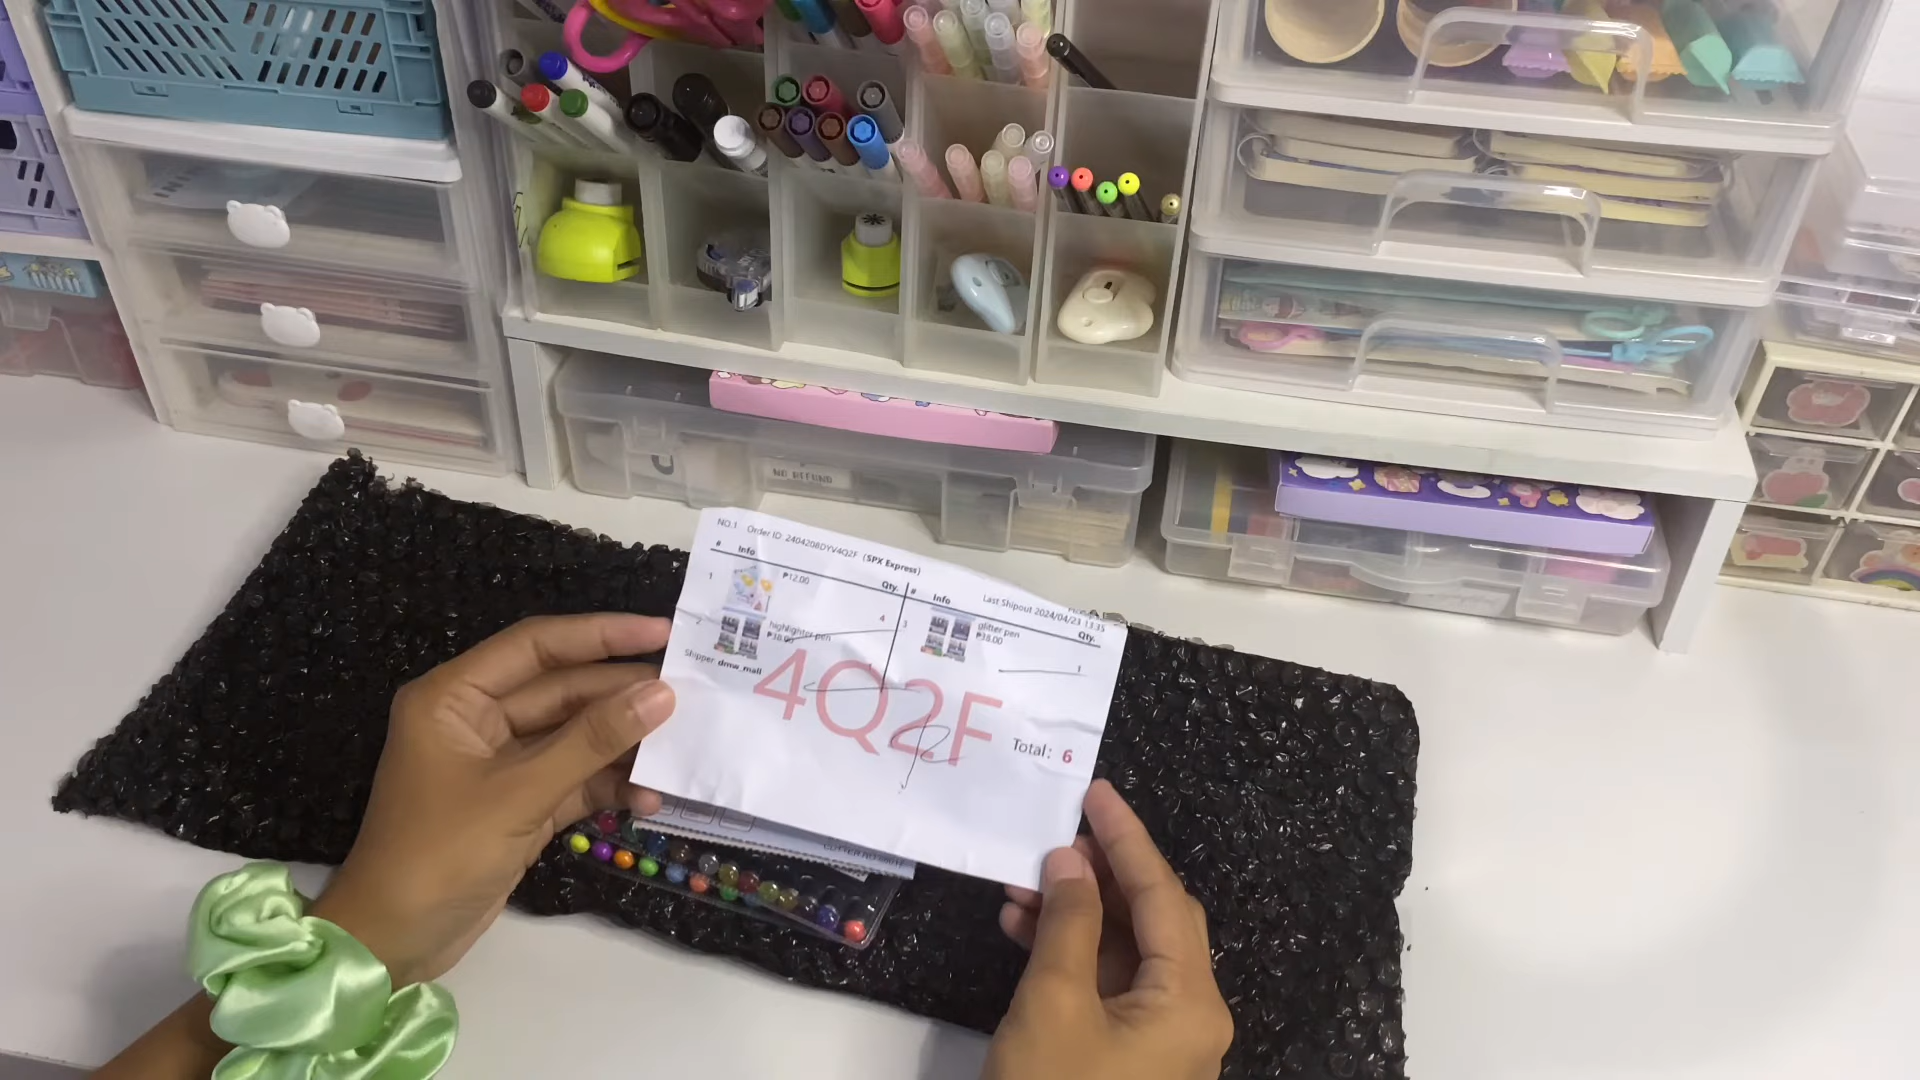 NO.1 Order ID 2404208DYV4Q2F (SPX Express)
Last Shipout 2024/04/23 13:35
# Info Qty. # Info Qty.
1 ₱12.00 4
2 highlighter pen ₱38.00 1
3 glitter pen ₱38.00 1
Shipper dmw_mall
4Q2F
Total: 6
NO REFUND